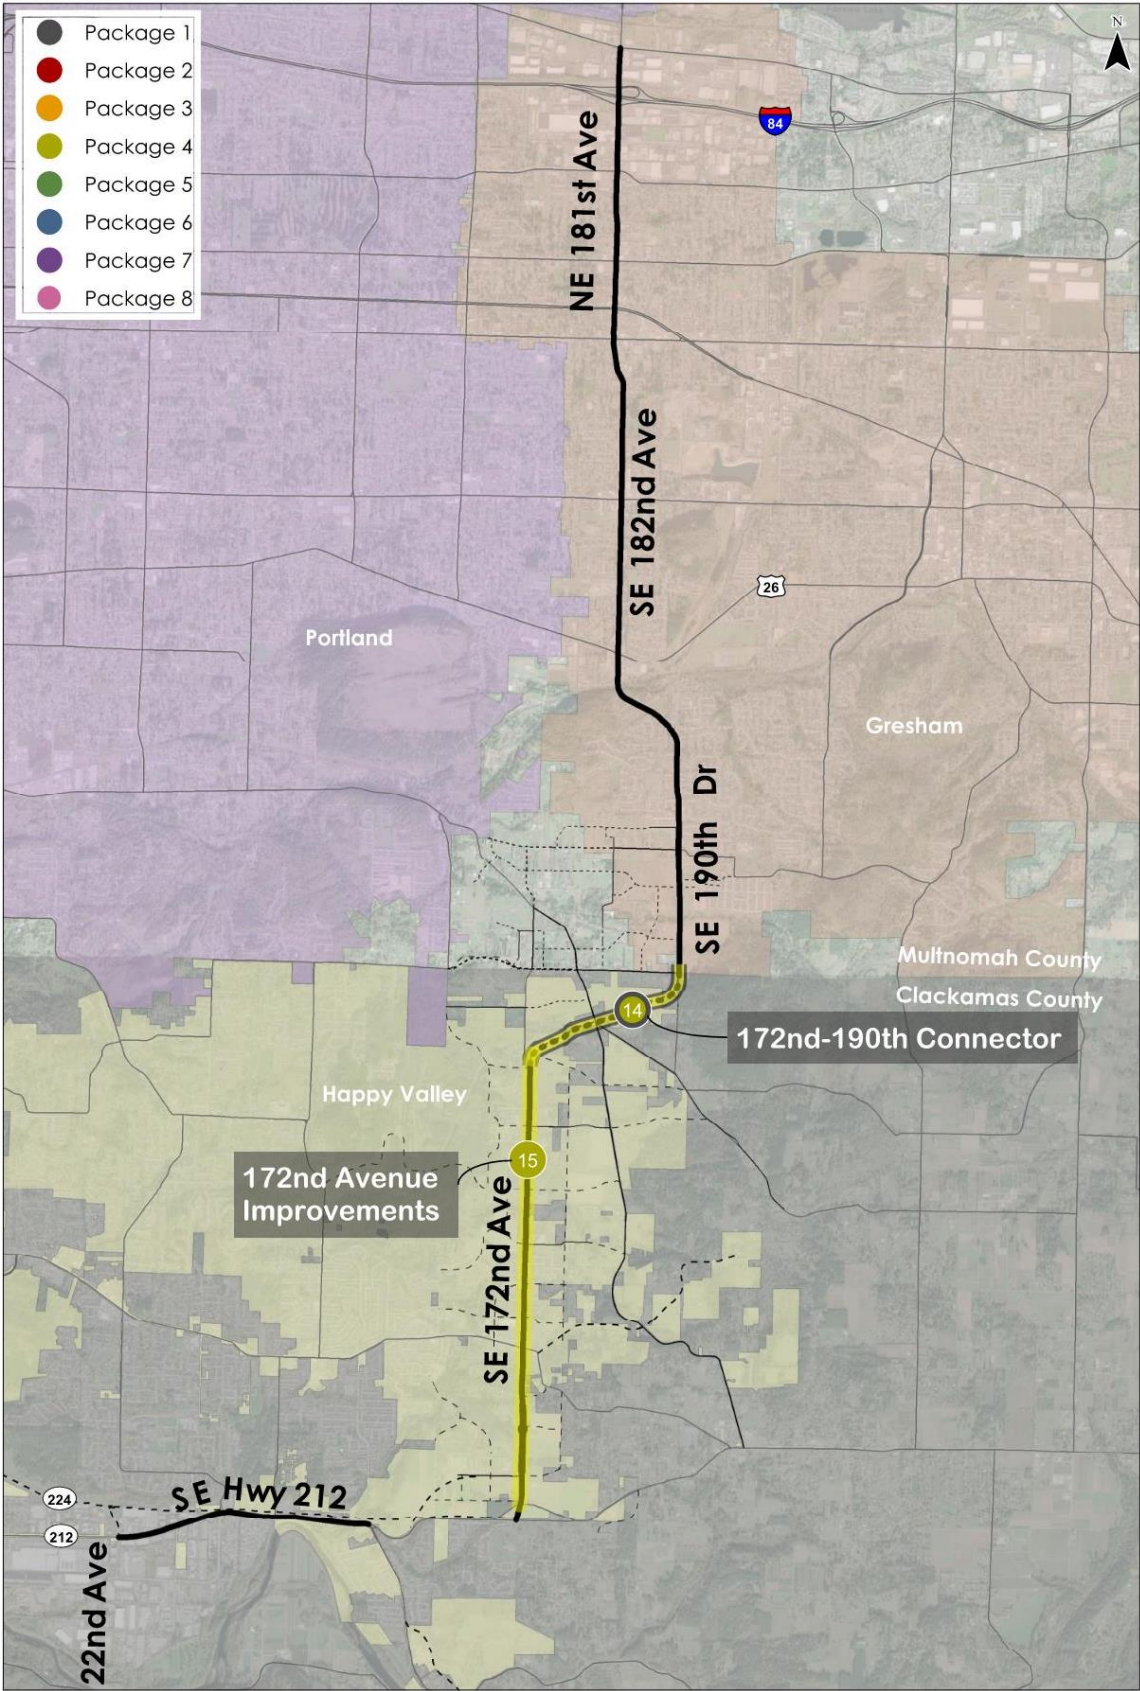 Package 1
Package 2
Package 3
Package 4
Package 5
Package 6
Package 7
Package 8
N
84
NE 181st Ave
SE 182nd Ave
26
Portland
Gresham
SE 190th Dr
Multnomah County
Clackamas County
14
172nd-190th Connector
Happy Valley
15
172nd Avenue
Improvements
SE 172nd Ave
SE Hwy 212
224
212
22nd Ave